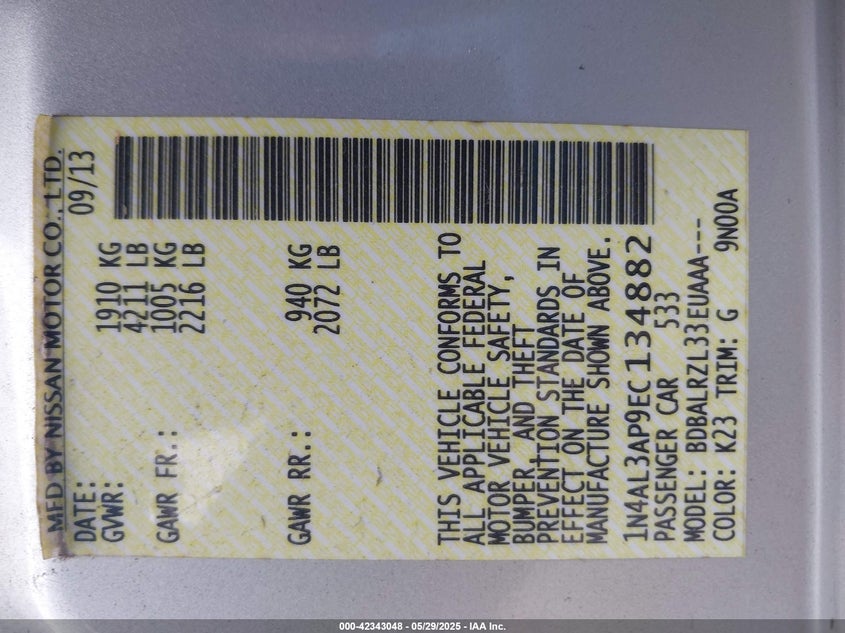 MFD BY NISSAN MOTOR CO., LTD.
DATE: 09/13
GVWR: 1910 KG
4211 LB
GAWR FR.: 1005 KG
2216 LB
GAWR RR.: 940 KG
2072 LB
THIS VEHICLE CONFORMS TO
ALL APPLICABLE FEDERAL
MOTOR VEHICLE SAFETY,
BUMPER, AND THEFT
PREVENTION STANDARDS IN
EFFECT ON THE DATE OF
MANUFACTURE SHOWN ABOVE.
1N4AL3AP9EC134882
PASSENGER CAR 533
MODEL: BDBALRZL33EUAAA---
COLOR: K23 TRIM: G 9N00A
000-42343048 - 05/29/2025 - IAA Inc.